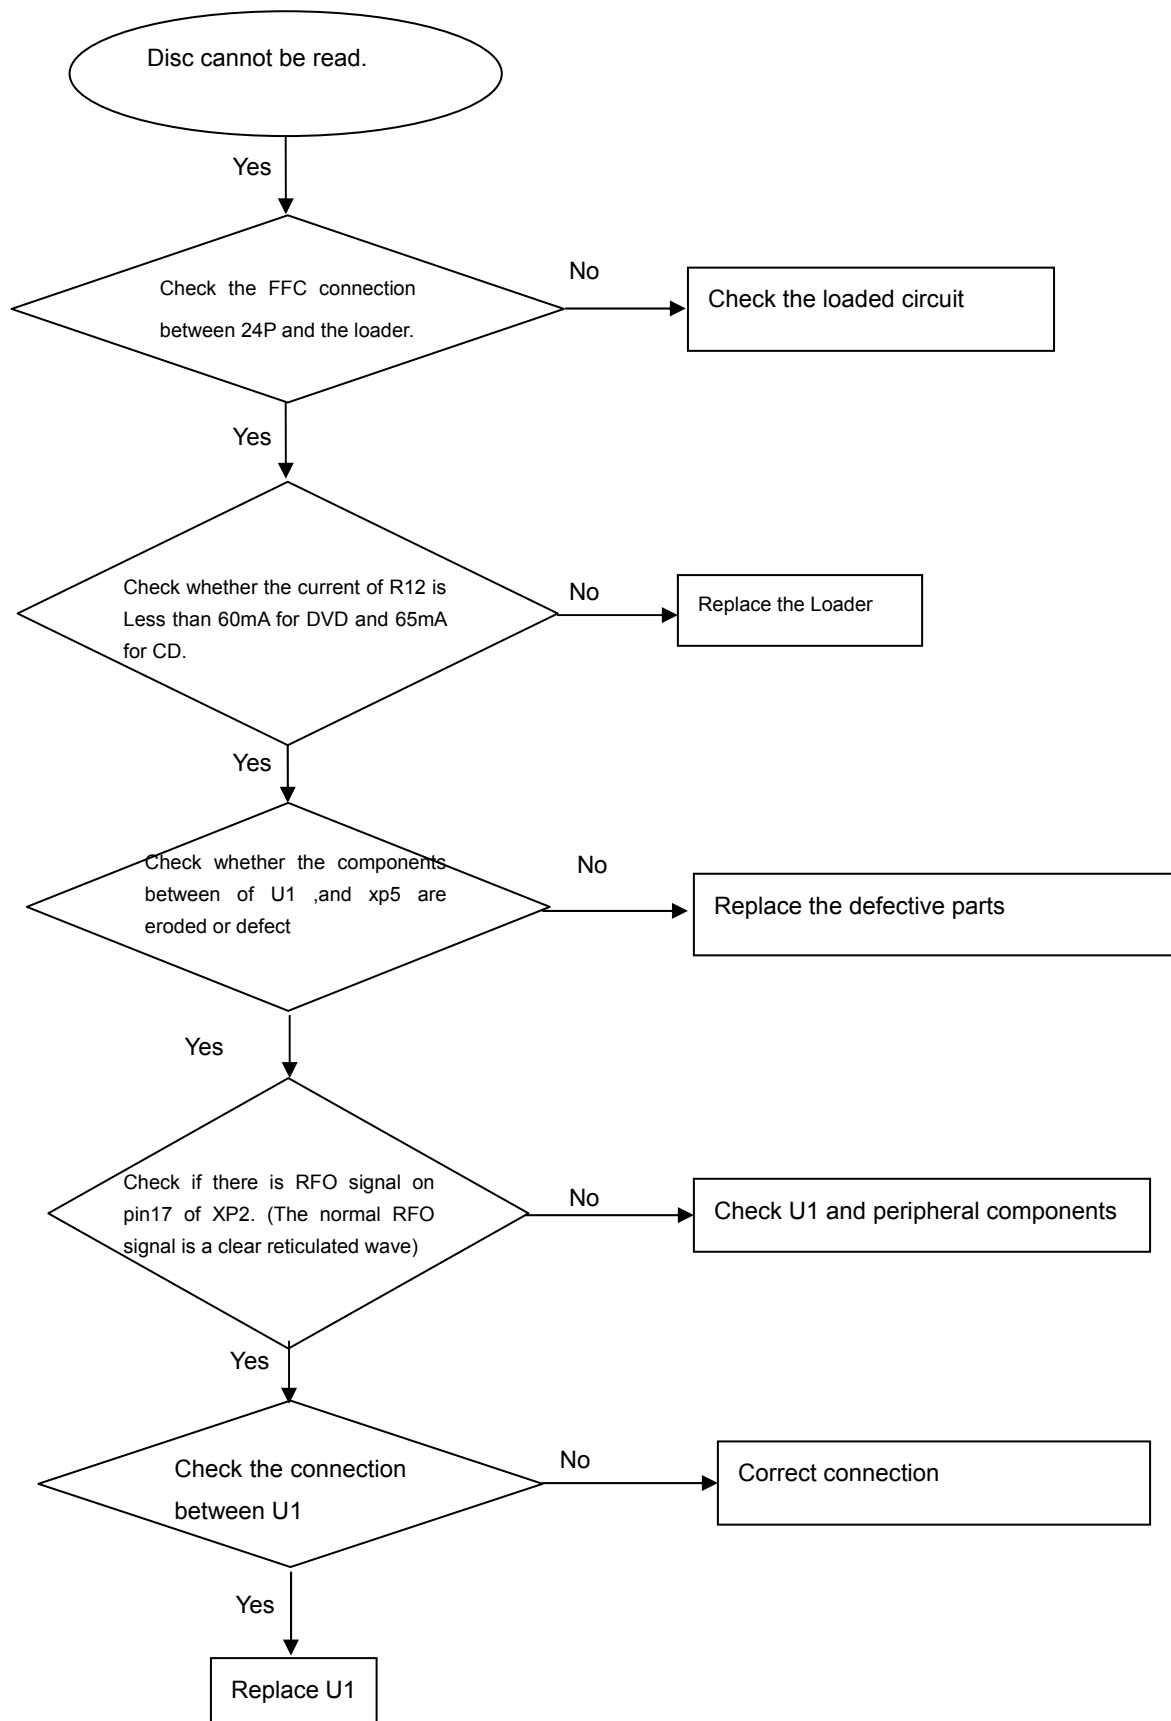 Disc cannot be read.
Yes
Check the FFC connection
between 24P and the loader.
No
Check the loaded circuit
Yes
Check whether the current of R12 is
Less than 60mA for DVD and 65mA
for CD.
No
Replace the Loader
Yes
Check whether the components
between of U1 ,and xp5 are
eroded or defect
No
Replace the defective parts
Yes
Check if there is RFO signal on
pin17 of XP2. (The normal RFO
signal is a clear reticulated wave)
No
Check U1 and peripheral components
Yes
Check the connection
between U1
No
Correct connection
Yes
Replace U1